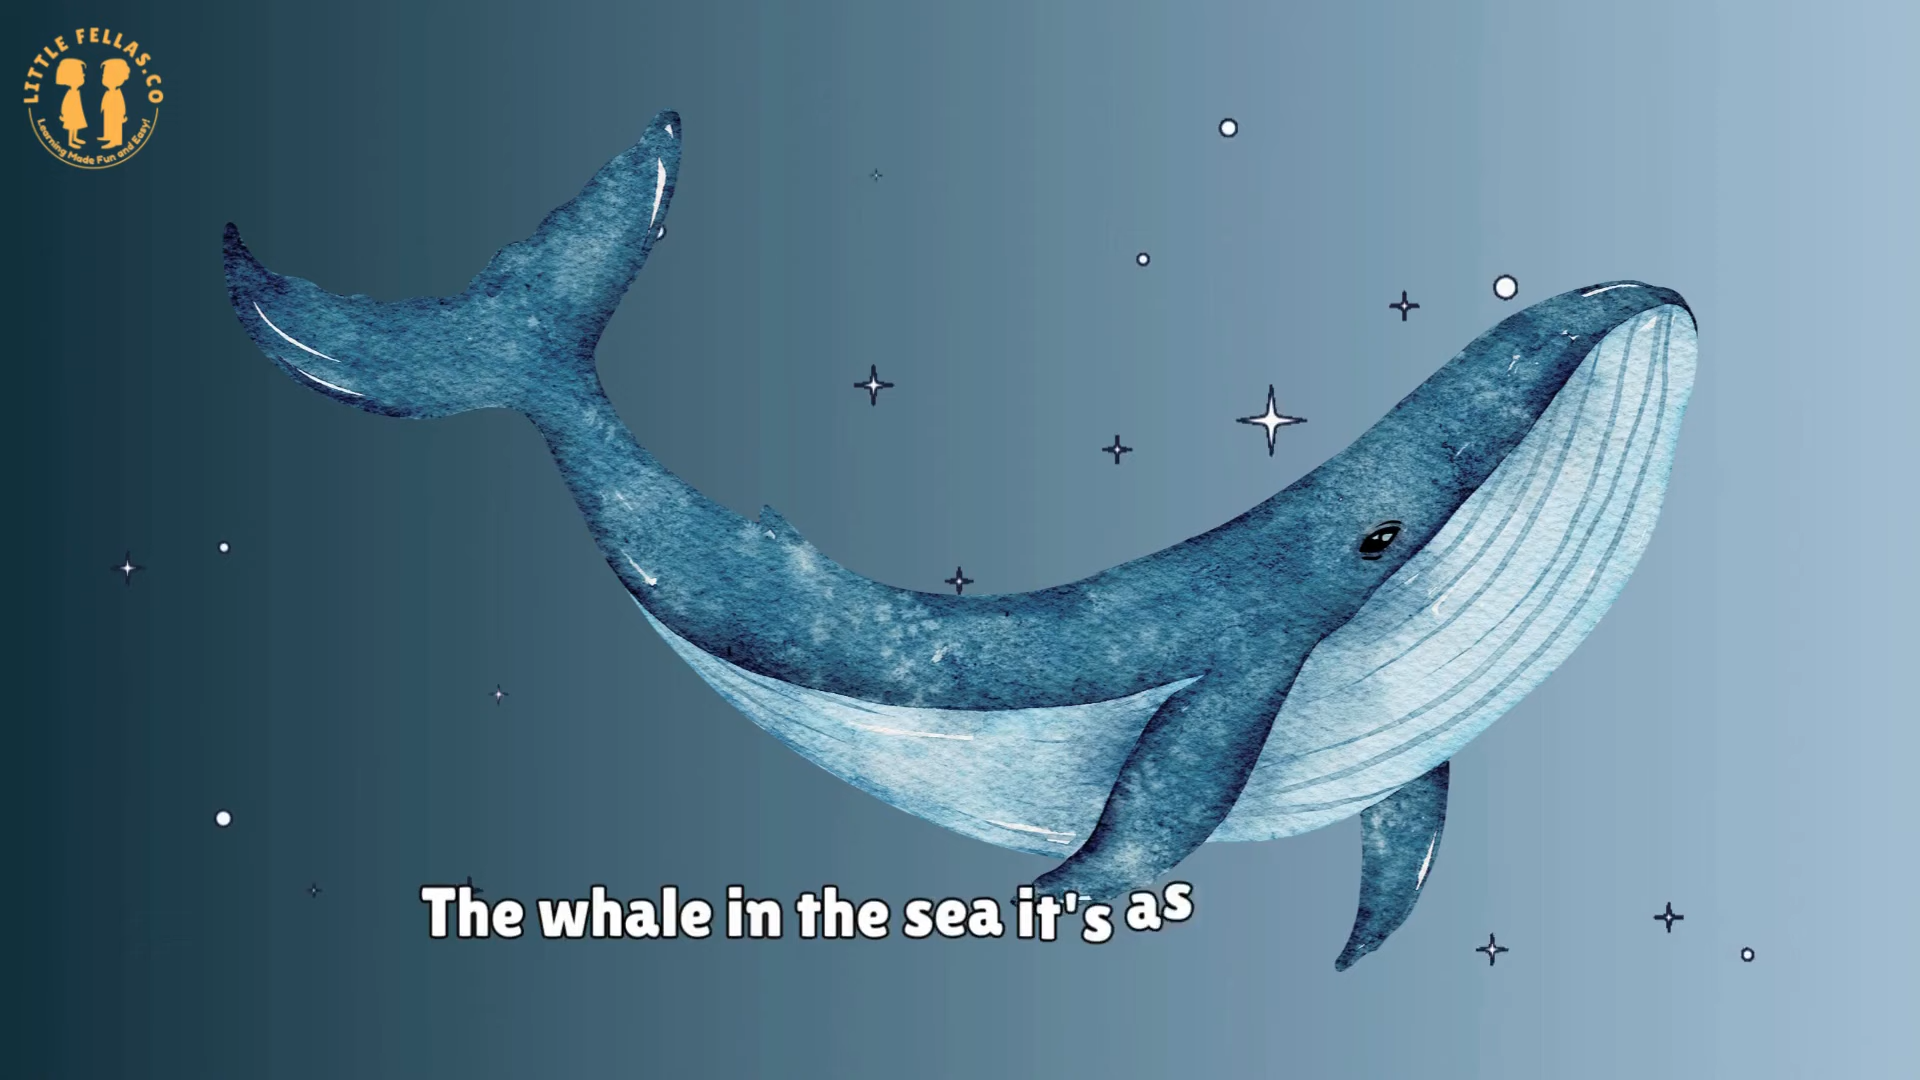 LITTLE FELLAS.CO
Learning Made Fun and Easy!
The whale in the sea it's as